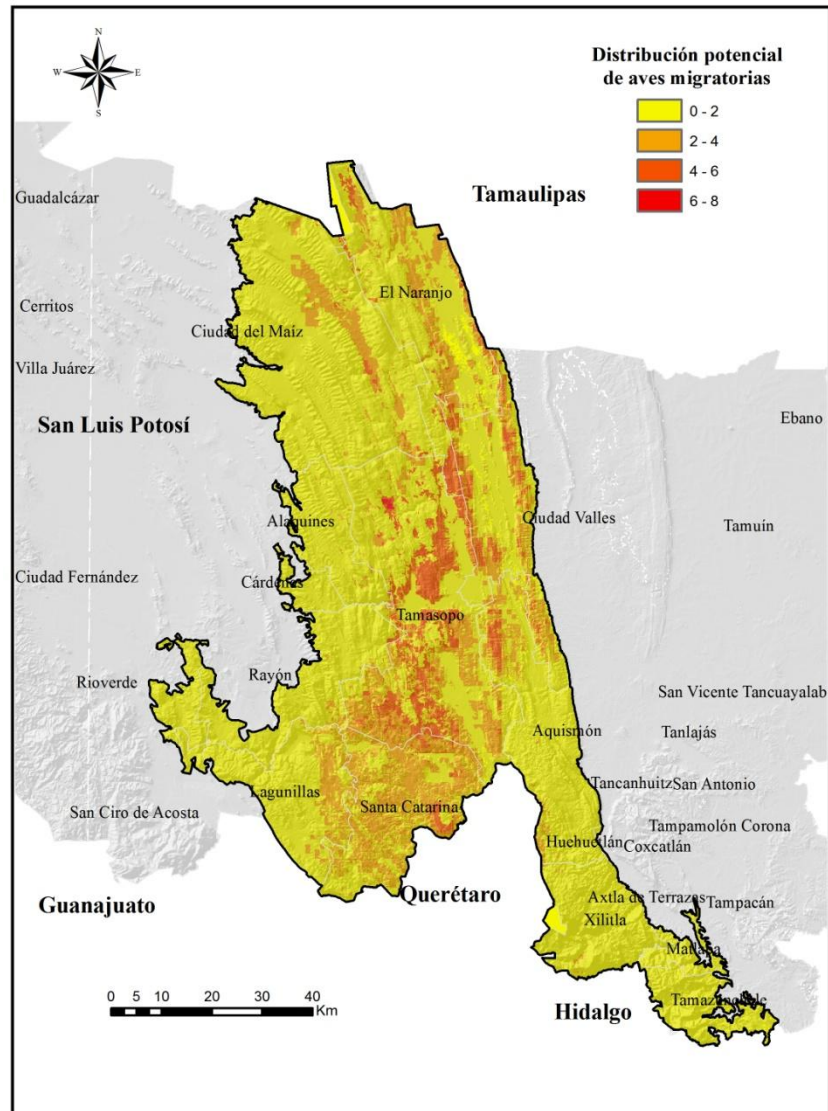 N
W E
S
Distribución potencial
de aves migratorias
0 - 2
2 - 4
4 - 6
6 - 8
Tamaulipas
Guadalcázar
El Naranjo
Cerritos
Ciudad del Maíz
Villa Juárez
San Luis Potosí
Ebano
Alaquines
Ciudad Valles
Tamuín
Ciudad Fernández
Cárdenas
Tamasopo
Rayón
Rioverde
San Vicente Tancuayalab
Aquismón
Tanlajás
Lagunillas
Tancanhuitz
San Antonio
Santa Catarina
San Ciro de Acosta
Tampamolón Corona
Huehuetlán
Coxcatlán
Guanajuato
Querétaro
Axtla de Terrazas
Tampacán
Xilitla
Matlapa
Tamazunchale
0 5 10 20 30 40
Km
Hidalgo